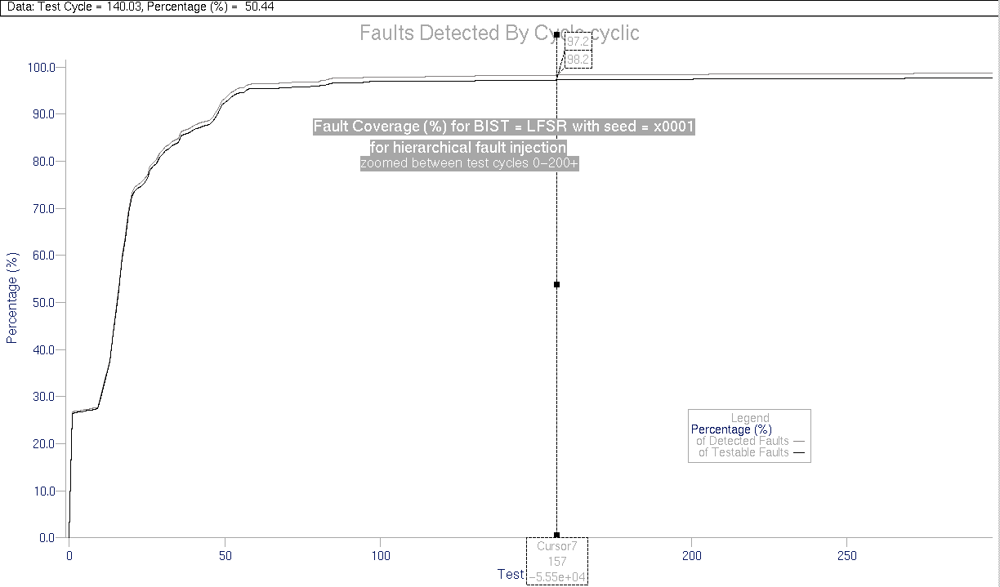 Data: Test Cycle = 140.03, Percentage (%) = 50.44
Faults Detected By Cycle cyclic
97.2
98.2
100.0
90.0
80.0
70.0
60.0
50.0
40.0
30.0
20.0
10.0
0.0
Percentage (%)
Fault Coverage (%) for BIST = LFSR with seed = x0001
for hierarchical fault injection
zoomed between test cycles 0-200+
Legend
Percentage (%)
of Detected Faults
of Testable Faults
0
50
100
200
250
Test
Cursor7
157
-5.55e+04